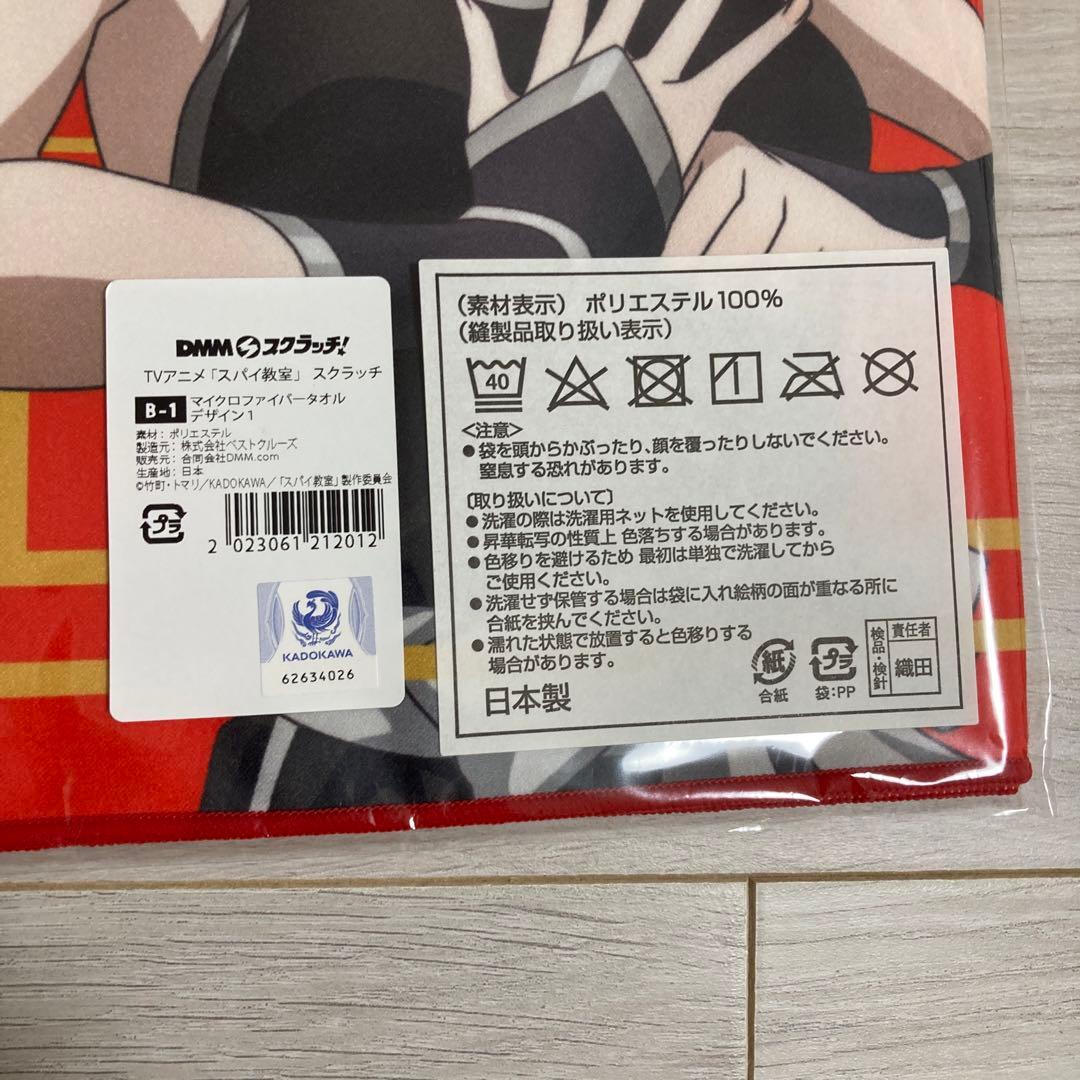 DMMスクラッチ!
TVアニメ「スパイ教室」 スクラッチ
B-1 マイクロファイバータオル
デザイン1
素材: ポリエステル
製造元: 株式会社ベストクルーズ
販売元: 合同会社DMM.com
生産地: 日本
©竹町・トマリ/KADOKAWA/「スパイ教室」製作委員会
プラ
2 023061 212012
KADOKAWA
62634026
(素材表示) ポリエステル100%
(縫製品取り扱い表示)
40
<注意>
●袋を頭からかぶったり、顔を覆ったりしないでください。
窒息する恐れがあります。
〔取り扱いについて〕
●洗濯の際は洗濯用ネットを使用してください。
●昇華転写の性質上 色落ちする場合があります。
●色移りを避けるため 最初は単独で洗濯してから
ご使用ください。
●洗濯せず保管する場合は袋に入れ絵柄の面が重なる所に
合紙を挟んでください。
●濡れた状態で放置すると色移りする
場合があります。
日本製
紙
合紙
プラ
袋:PP
検品・検針
責任者
織田